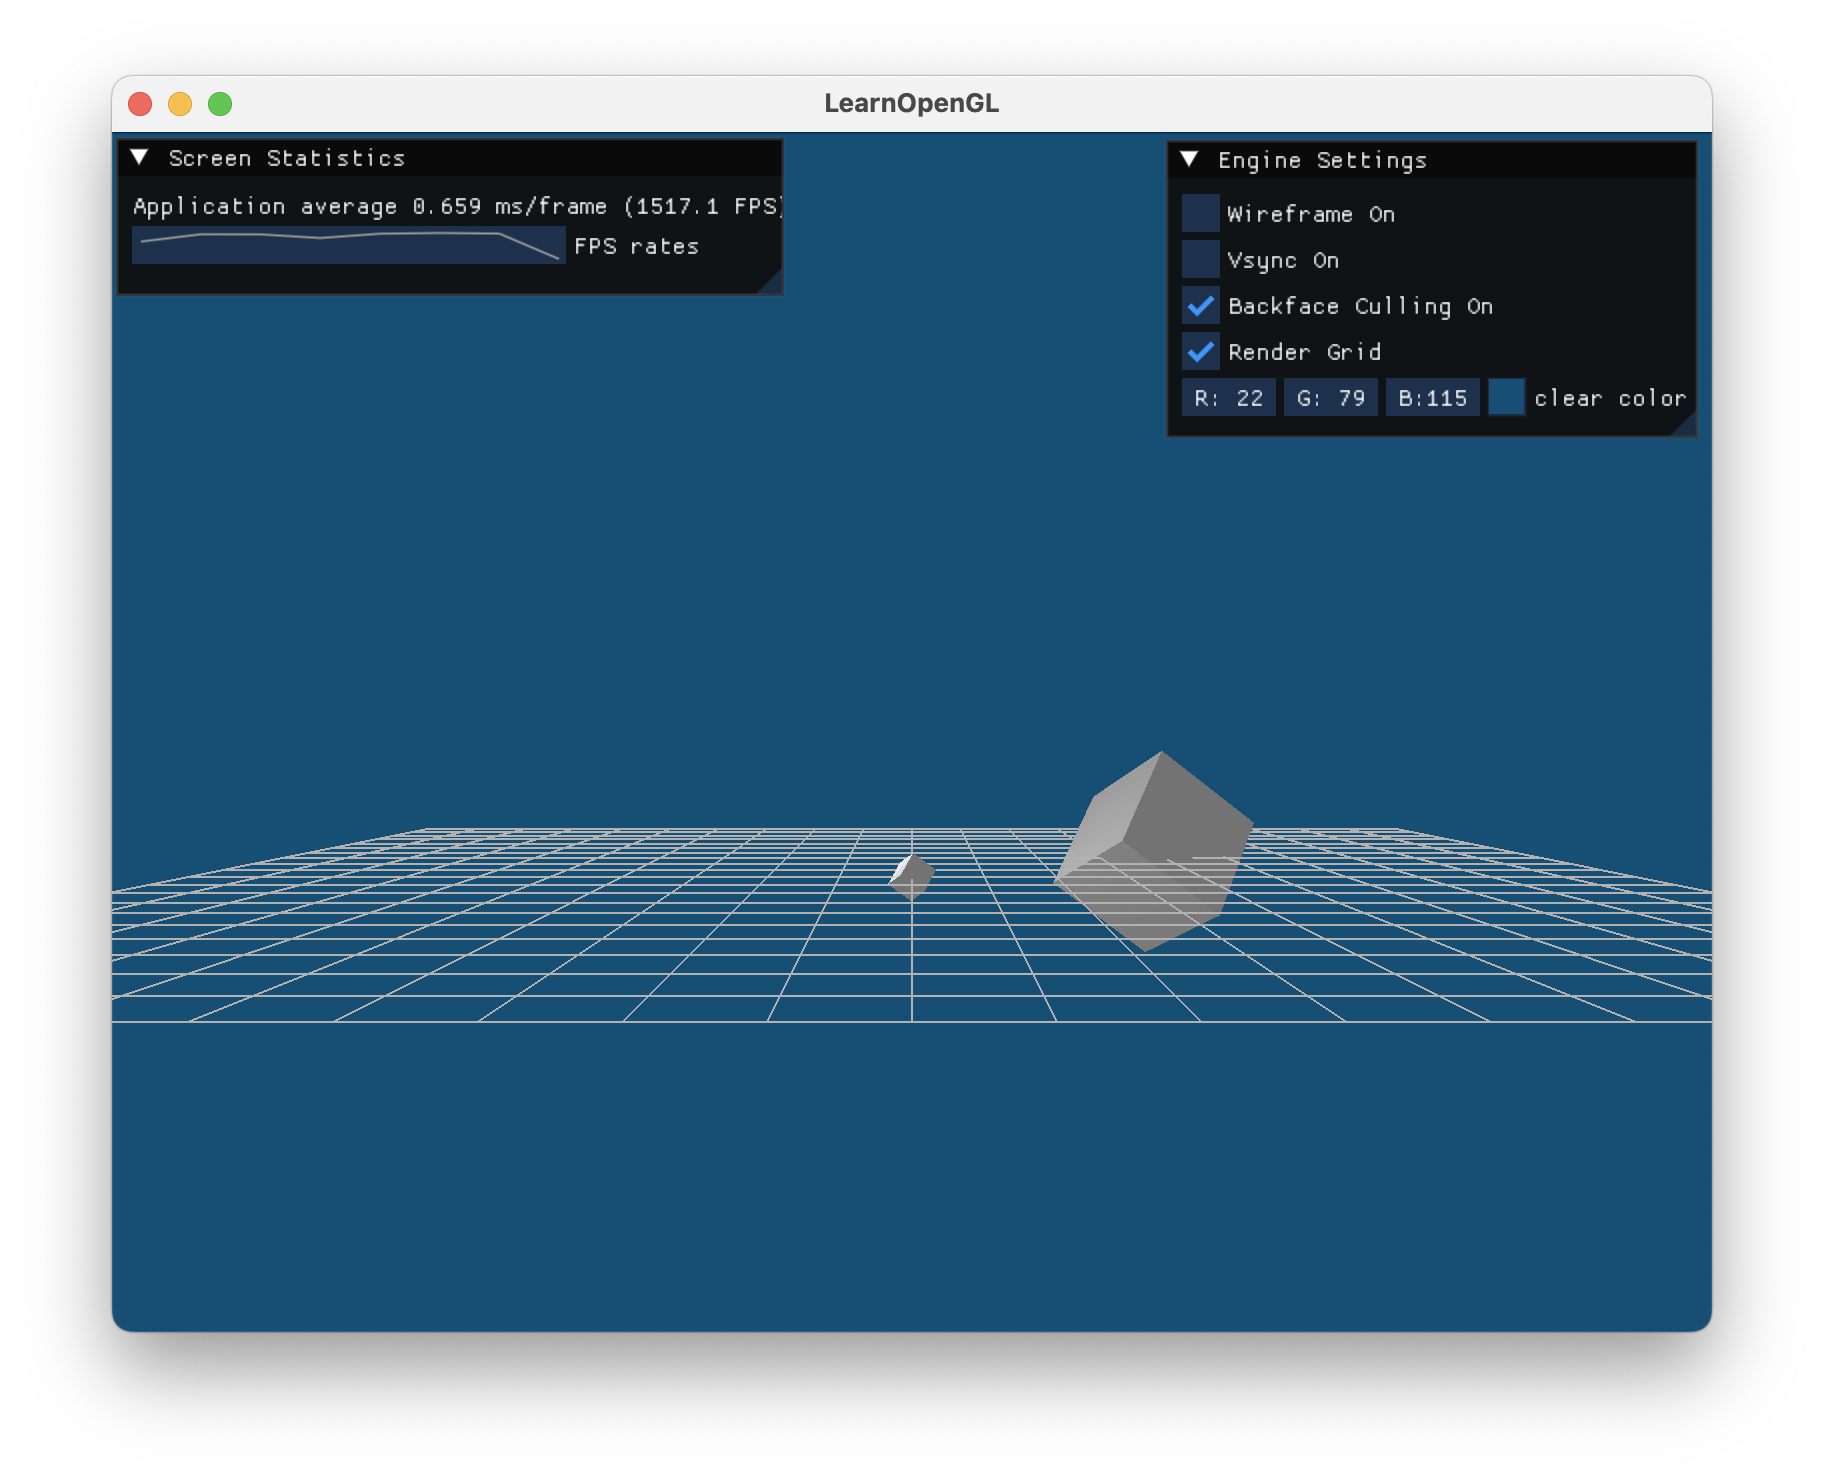 LearnOpenGL
Screen Statistics
Application average 0.659 ms/frame (1517.1 FPS)
FPS rates
Engine Settings
Wireframe On
Vsync On
Backface Culling On
Render Grid
R: 22 G: 79 B:115 clear color